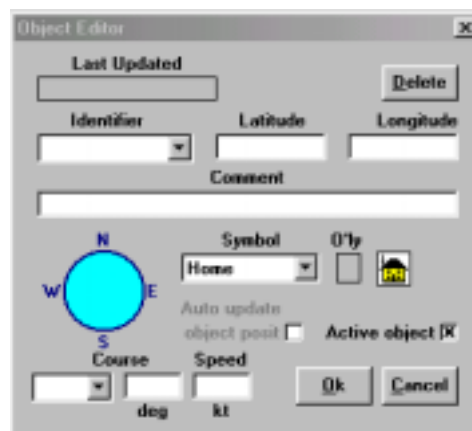 Object Editor
Last Updated
Delete
Identifier Latitude Longitude
Comment
N
W E
S
Symbol O'ly
Home
Auto update
object posit
Active object
Course Speed
deg kt
Ok Cancel